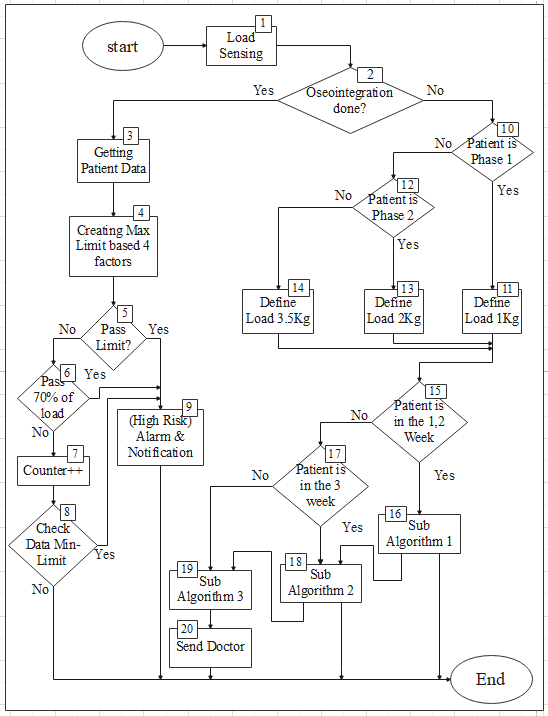 start
1
Load
Sensing
2
Oseointegration
done?
Yes
No
3
Getting
Patient Data
10
Patient is
Phase 1
No
Yes
12
Patient is
Phase 2
No
Yes
4
Creating Max
Limit based 4
factors
14
Define
Load 3.5Kg
13
Define
Load 2Kg
11
Define
Load 1Kg
5
Pass
Limit?
No
Yes
6
Pass
70% of
load
Yes
No
9
(High Risk)
Alarm &
Notification
15
Patient is
in the 1,2
Week
No
Yes
7
Counter++
17
Patient is
in the 3
week
No
Yes
8
Check
Data Min-
Limit
Yes
No
16
Sub
Algorithm 1
18
Sub
Algorithm 2
19
Sub
Algorithm 3
20
Send Doctor
End